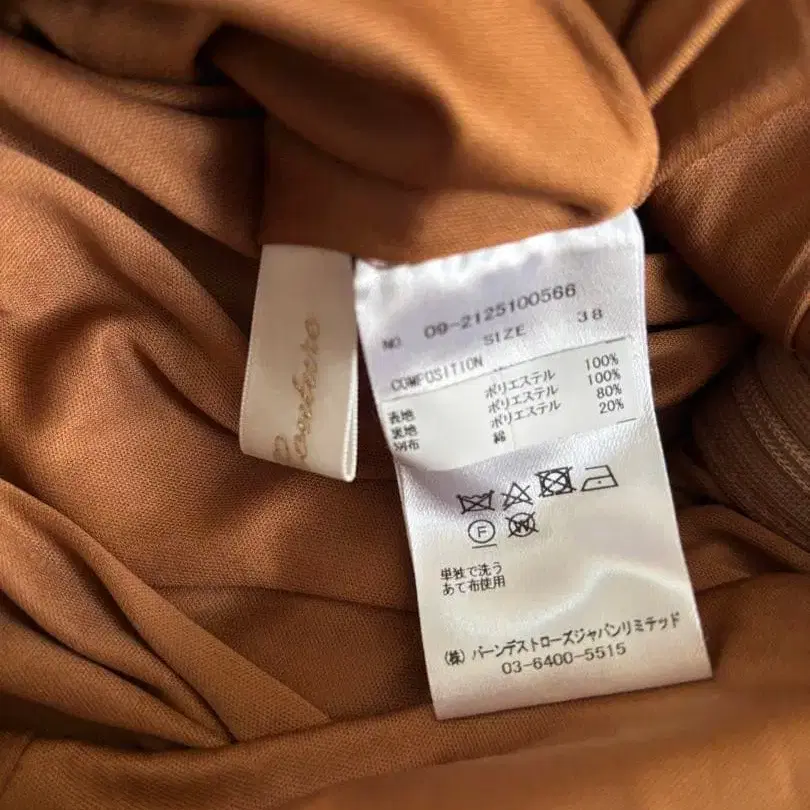 Couture
NO 09-2125100566
SIZE 38
COMPOSITION
表地 ポリエステル 100%
裏地 ポリエステル 100%
別布 ポリエステル 80%
綿 20%
F
W
単独で洗う
あて布使用
(株) バーンデストローズジャパンリミテッド
03-6400-5515